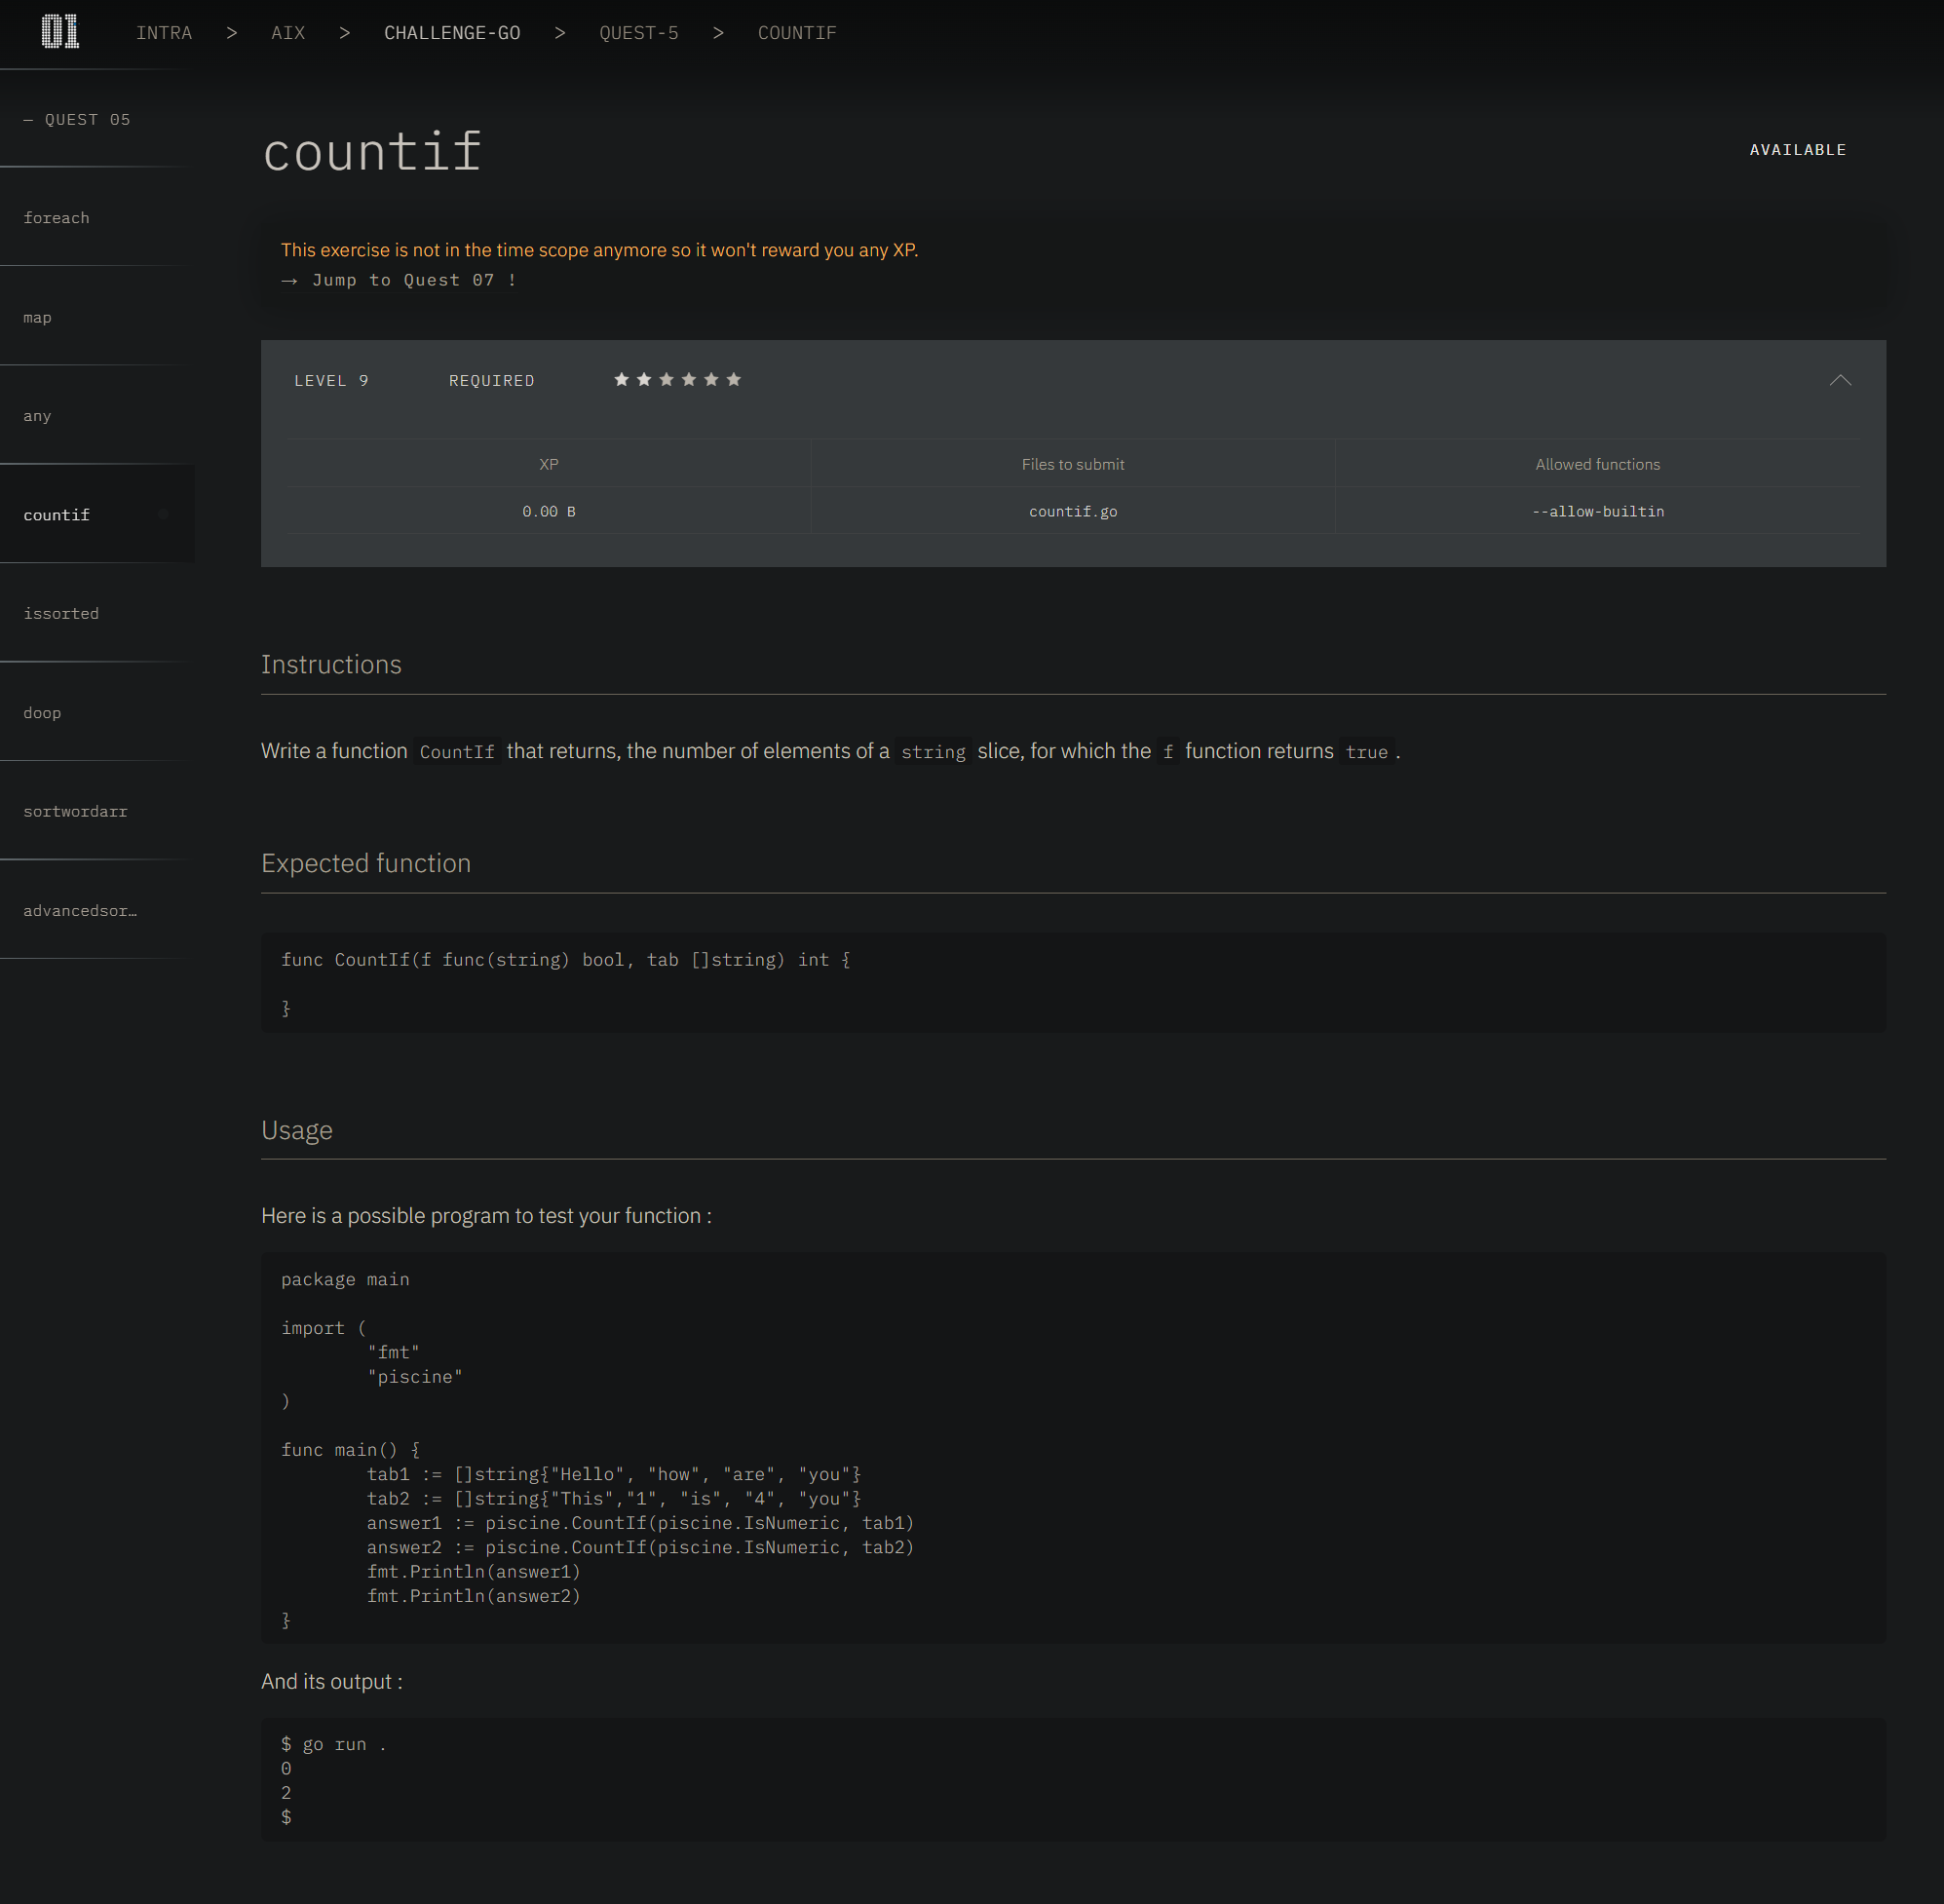 01 INTRA > AIX > CHALLENGE-GO > QUEST-5 > COUNTIF
— QUEST 05
foreach
map
any
countif
issorted
doop
sortwordarr
advancedsor…
countif
AVAILABLE
This exercise is not in the time scope anymore so it won't reward you any XP.
→ Jump to Quest 07 !
LEVEL 9 REQUIRED ★★★★★★
XP Files to submit Allowed functions
0.00 B countif.go --allow-builtin
Instructions
Write a function CountIf that returns, the number of elements of a string slice, for which the f function returns true.
Expected function
func CountIf(f func(string) bool, tab []string) int {
}
Usage
Here is a possible program to test your function :
package main
import (
        "fmt"
        "piscine"
)
func main() {
        tab1 := []string{"Hello", "how", "are", "you"}
        tab2 := []string{"This","1", "is", "4", "you"}
        answer1 := piscine.CountIf(piscine.IsNumeric, tab1)
        answer2 := piscine.CountIf(piscine.IsNumeric, tab2)
        fmt.Println(answer1)
        fmt.Println(answer2)
}
And its output :
$ go run .
0
2
$